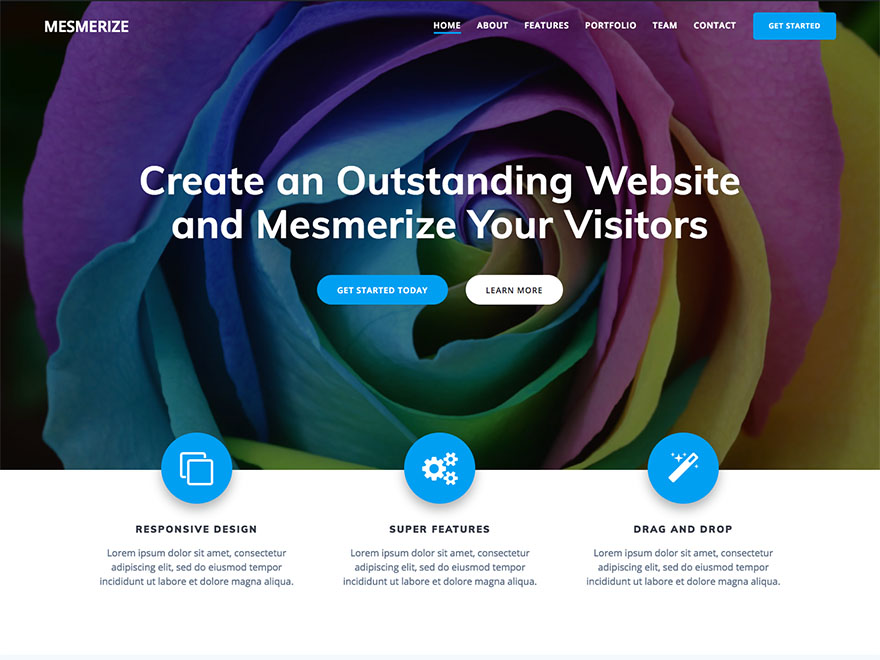 MESMERIZE
HOME ABOUT FEATURES PORTFOLIO TEAM CONTACT GET STARTED
Create an Outstanding Website
and Mesmerize Your Visitors
GET STARTED TODAY LEARN MORE
RESPONSIVE DESIGN
Lorem ipsum dolor sit amet, consectetur
adipiscing elit, sed do eiusmod tempor
incididunt ut labore et dolore magna aliqua.
SUPER FEATURES
Lorem ipsum dolor sit amet, consectetur
adipiscing elit, sed do eiusmod tempor
incididunt ut labore et dolore magna aliqua.
DRAG AND DROP
Lorem ipsum dolor sit amet, consectetur
adipiscing elit, sed do eiusmod tempor
incididunt ut labore et dolore magna aliqua.